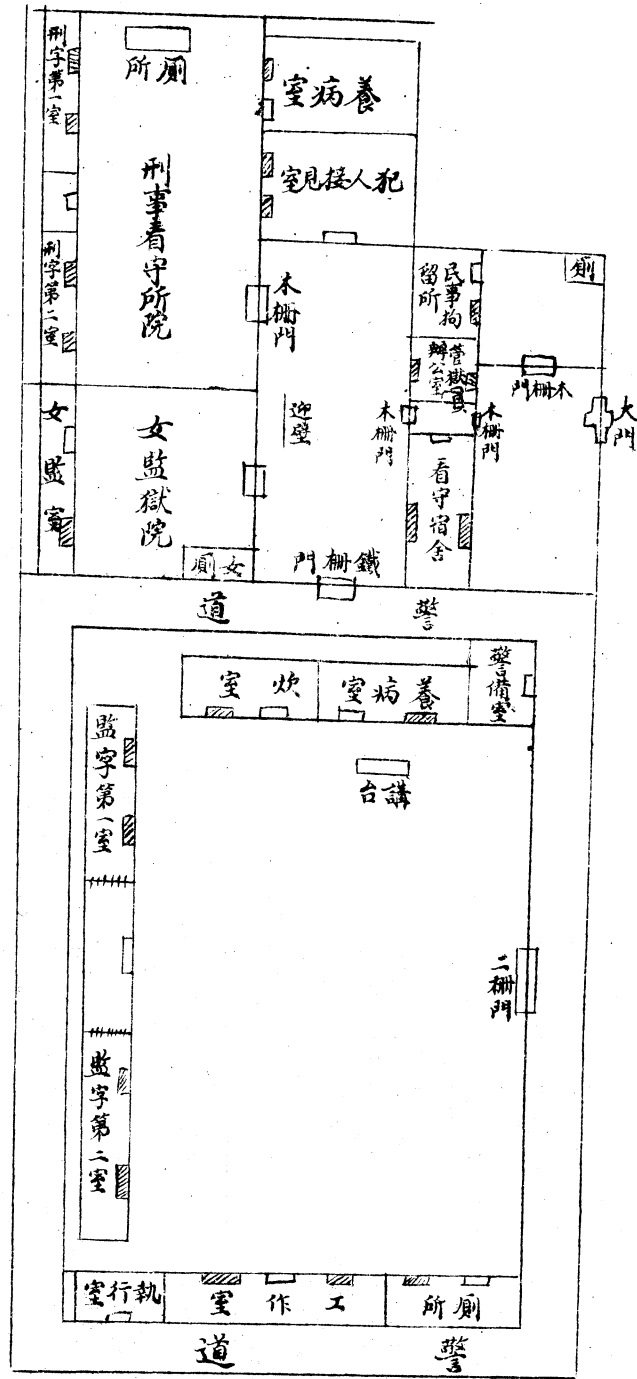 刑字第一室
廁所
養病室
犯人接見室
刑事看守所院
刑字第二室
木柵門
民事拘
留所
廁
管獄員
辦公室
木柵門
大門
女監室
女監獄院
迎壁
木柵門
木柵門
看守宿舍
女廁
鐵柵門
警道
炊室
養病室
警備室
監字第一室
講台
二柵門
監字第二室
執行室
工作室
廁所
警道